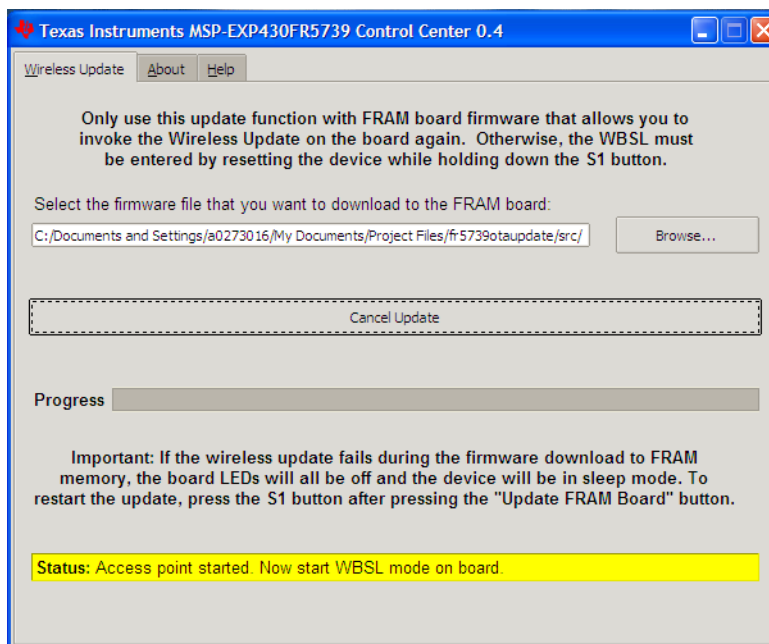 Texas Instruments MSP-EXP430FR5739 Control Center 0.4
Wireless Update About Help
Only use this update function with FRAM board firmware that allows you to
invoke the Wireless Update on the board again. Otherwise, the WBSL must
be entered by resetting the device while holding down the S1 button.
Select the firmware file that you want to download to the FRAM board:
C:/Documents and Settings/a0273016/My Documents/Project Files/fr5739otaupdate/src/ Browse...
Cancel Update
Progress
Important: If the wireless update fails during the firmware download to FRAM
memory, the board LEDs will all be off and the device will be in sleep mode. To
restart the update, press the S1 button after pressing the "Update FRAM Board" button.
Status: Access point started. Now start WBSL mode on board.